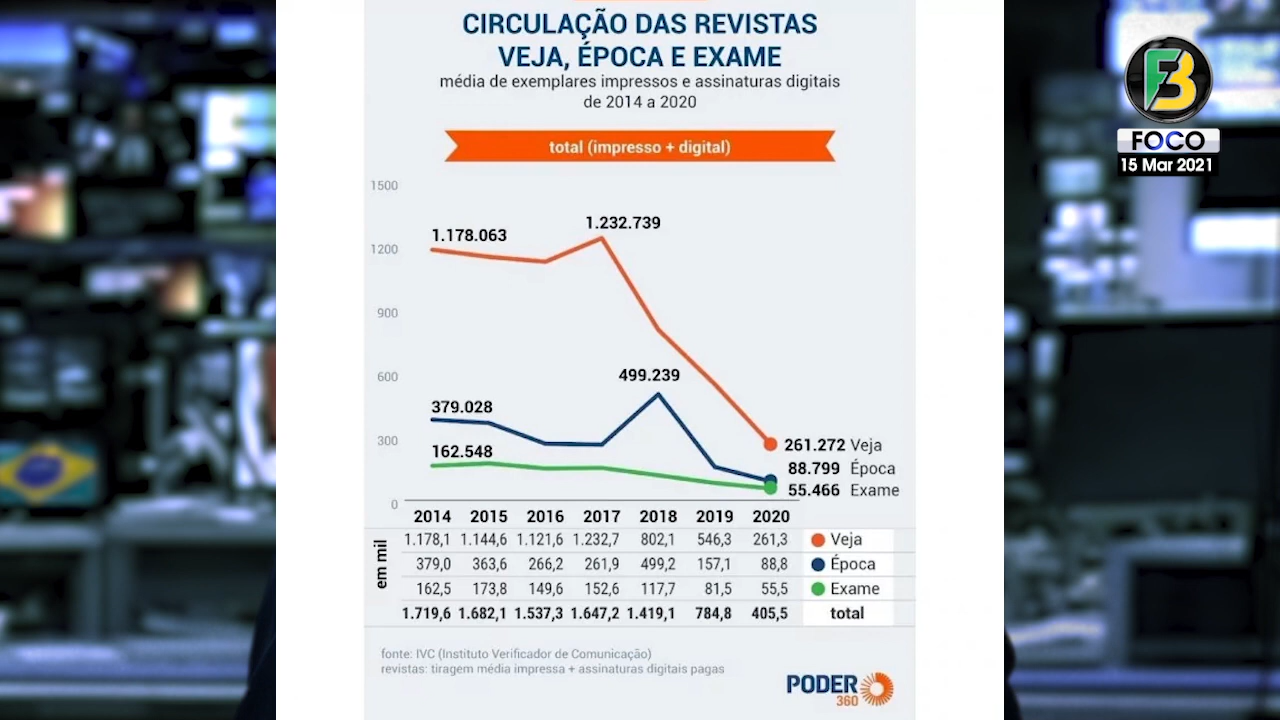 CIRCULAÇÃO DAS REVISTAS
VEJA, ÉPOCA E EXAME
média de exemplares impressos e assinaturas digitais
de 2014 a 2020
total (impresso + digital)
FB
FOCO
15 Mar 2021
1500
1200
900
600
300
0
1.178.063
1.232.739
499.239
379.028
162.548
261.272 Veja
88.799 Época
55.466 Exame
2014 2015 2016 2017 2018 2019 2020
em mil
1.178,1 1.144,6 1.121,6 1.232,7 802,1 546,3 261,3 Veja
379,0 363,6 266,2 261,9 499,2 157,1 88,8 Época
162,5 173,8 149,6 152,6 117,7 81,5 55,5 Exame
1.719,6 1.682,1 1.537,3 1.647,2 1.419,1 784,8 405,5 total
fonte: IVC (Instituto Verificador de Comunicação)
revistas: tiragem média impressa + assinaturas digitais pagas
PODER
360